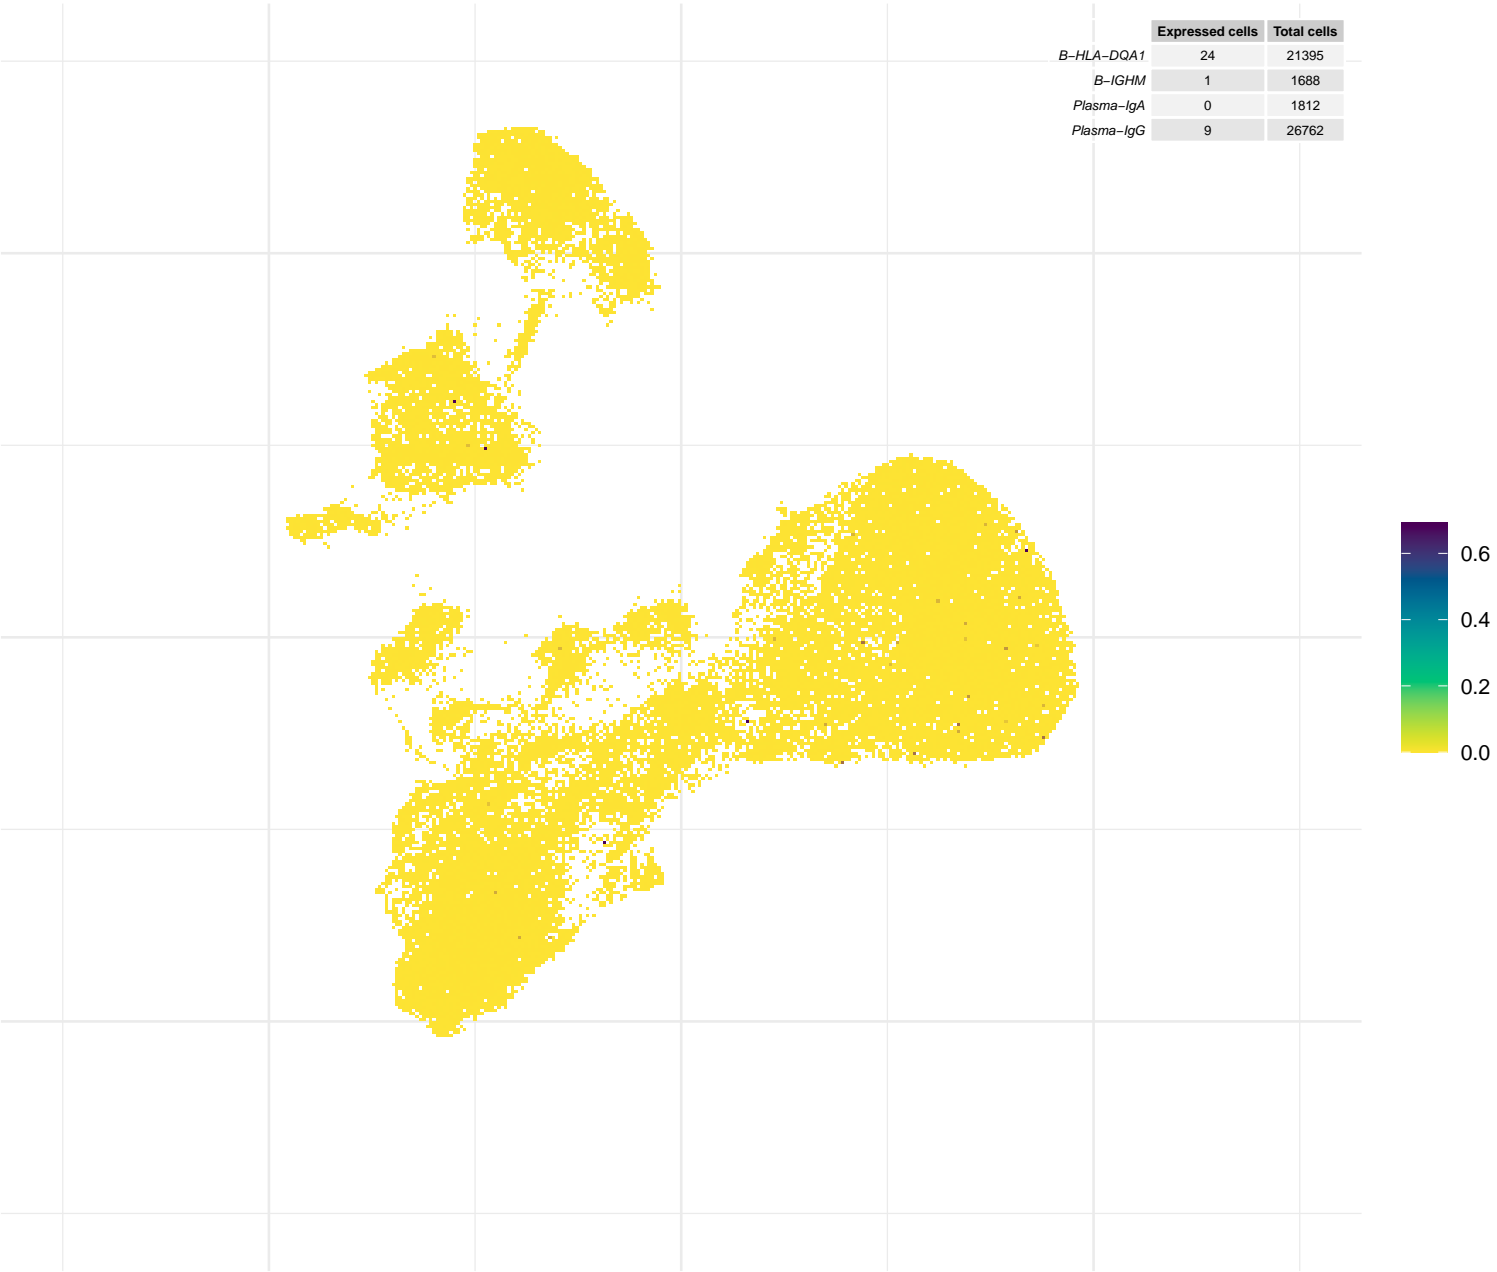 Expressed cells Total cells
B−HLA−DQA1 24 21395
B−IGHM 1 1688
Plasma−IgA 0 1812
Plasma−IgG 9 26762
0.6
0.4
0.2
0.0